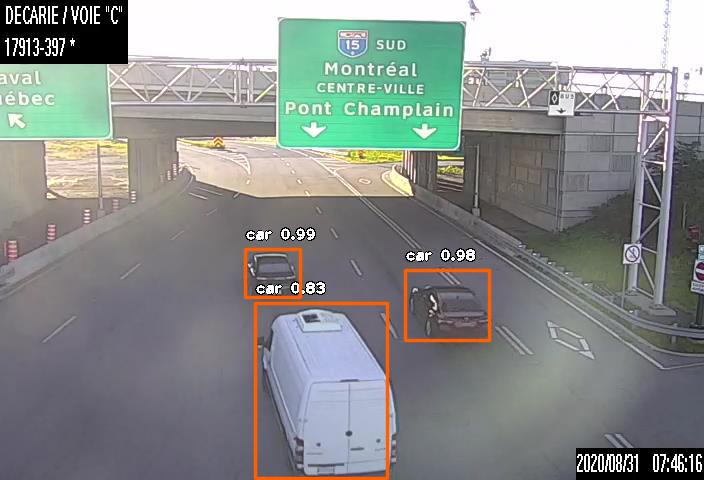 DECARIE / VOIE "C"
17913-397 *
aval
uébec
15 SUD
Montréal
CENTRE-VILLE
Pont Champlain
BUS
car 0.99
car 0.98
car 0.83
2020/08/31 07:46:16